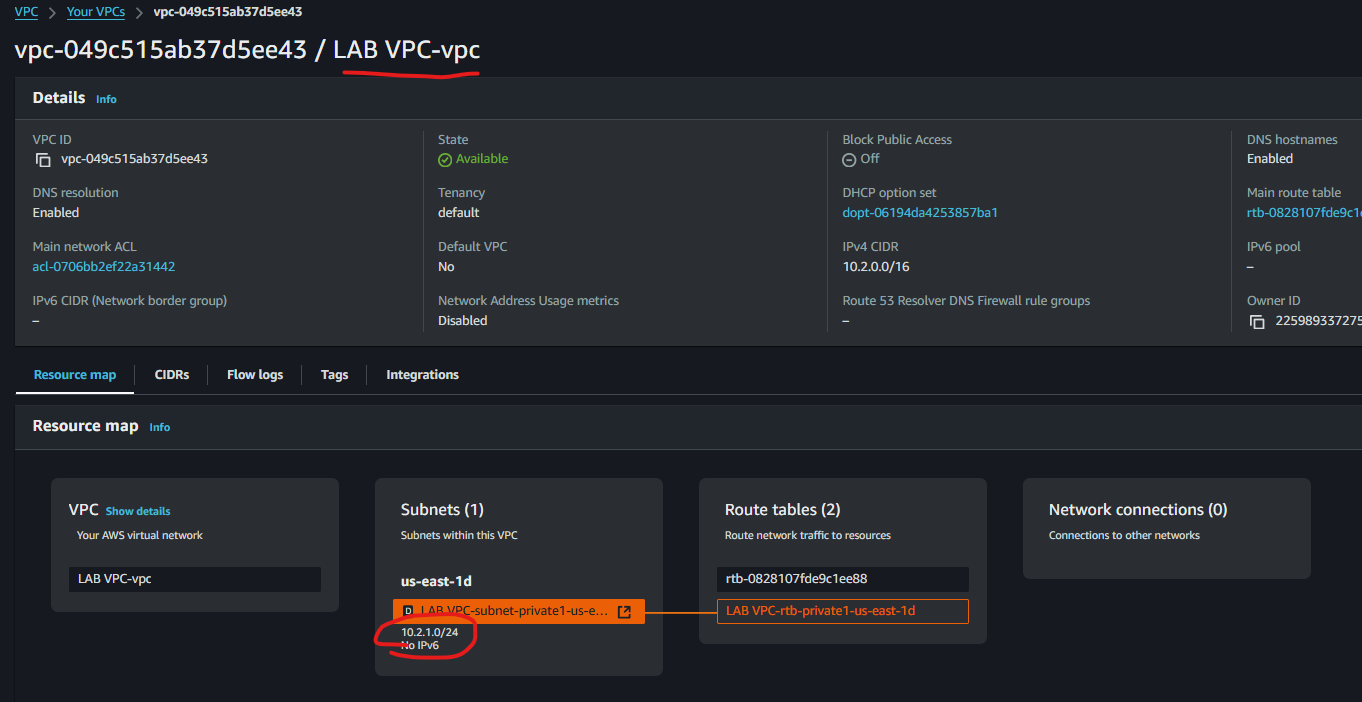 VPC > Your VPCs > vpc-049c515ab37d5ee43
vpc-049c515ab37d5ee43 / LAB VPC-vpc
Details Info
VPC ID
vpc-049c515ab37d5ee43
State
Available
Block Public Access
Off
DNS hostnames
Enabled
DNS resolution
Enabled
Tenancy
default
DHCP option set
dopt-06194da4253857ba1
Main route table
rtb-0828107fde9c1e
Main network ACL
acl-0706bb2ef22a31442
Default VPC
No
IPv4 CIDR
10.2.0.0/16
IPv6 pool
–
IPv6 CIDR (Network border group)
–
Network Address Usage metrics
Disabled
Route 53 Resolver DNS Firewall rule groups
–
Owner ID
225989337275
Resource map CIDRs Flow logs Tags Integrations
Resource map Info
VPC Show details
Your AWS virtual network
LAB VPC-vpc
Subnets (1)
Subnets within this VPC
us-east-1d
D LAB VPC-subnet-private1-us-e...
10.2.1.0/24
No IPv6
Route tables (2)
Route network traffic to resources
rtb-0828107fde9c1ee88
LAB VPC-rtb-private1-us-east-1d
Network connections (0)
Connections to other networks